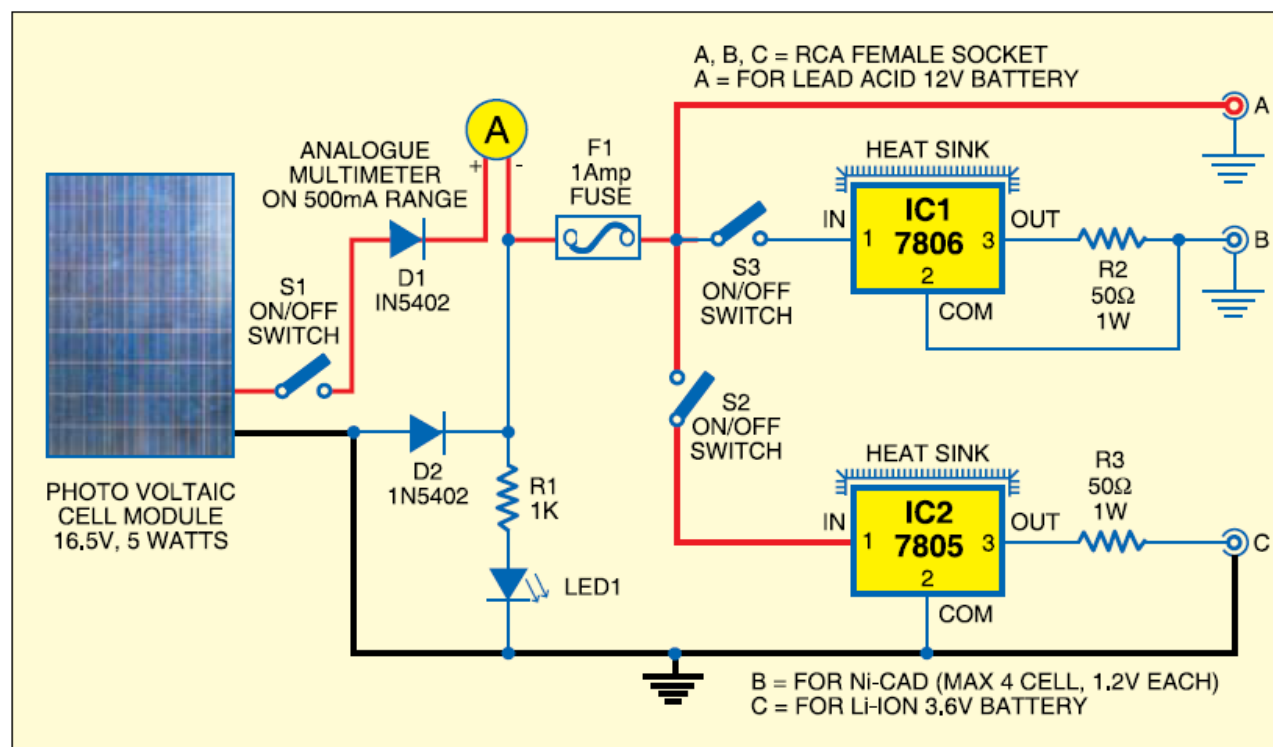 A, B, C = RCA FEMALE SOCKET
A = FOR LEAD ACID 12V BATTERY
A
A
ANALOGUE
MULTIMETER
ON 500mA RANGE
+
-
F1
1Amp
FUSE
HEAT SINK
IN
IC1
7806
1
3
2
OUT
COM
R2
50Ω
1W
B
D1
IN5402
S1
ON/OFF
SWITCH
S3
ON/OFF
SWITCH
S2
ON/OFF
SWITCH
D2
1N5402
R1
1K
PHOTO VOLTAIC
CELL MODULE
16.5V, 5 WATTS
HEAT SINK
IN
IC2
7805
1
3
2
OUT
COM
R3
50Ω
1W
C
LED1
B = FOR Ni-CAD (MAX 4 CELL, 1.2V EACH)
C = FOR Li-ION 3.6V BATTERY